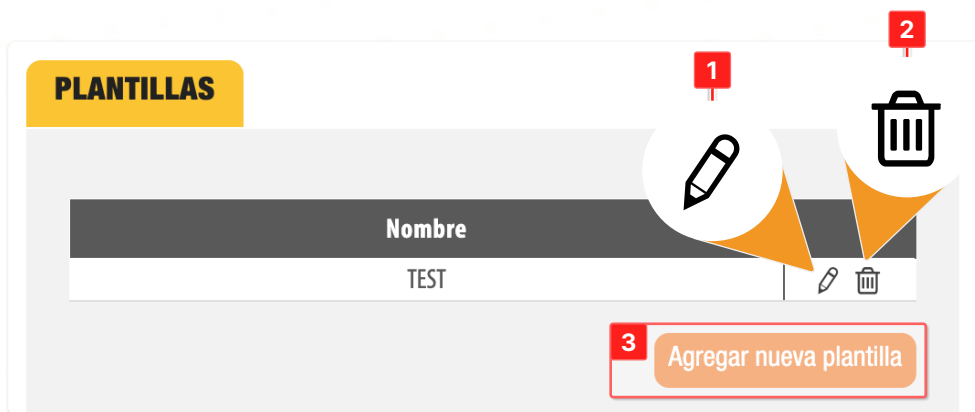 2
1
PLANTILLAS
Nombre
TEST
3
Agregar nueva plantilla